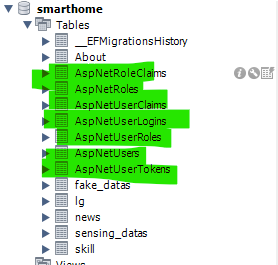 smarthome
Tables
__EFMigrationsHistory
About
AspNetRoleClaims
AspNetRoles
AspNetUserClaims
AspNetUserLogins
AspNetUserRoles
AspNetUsers
AspNetUserTokens
fake_datas
lg
news
sensing_datas
skill
Views